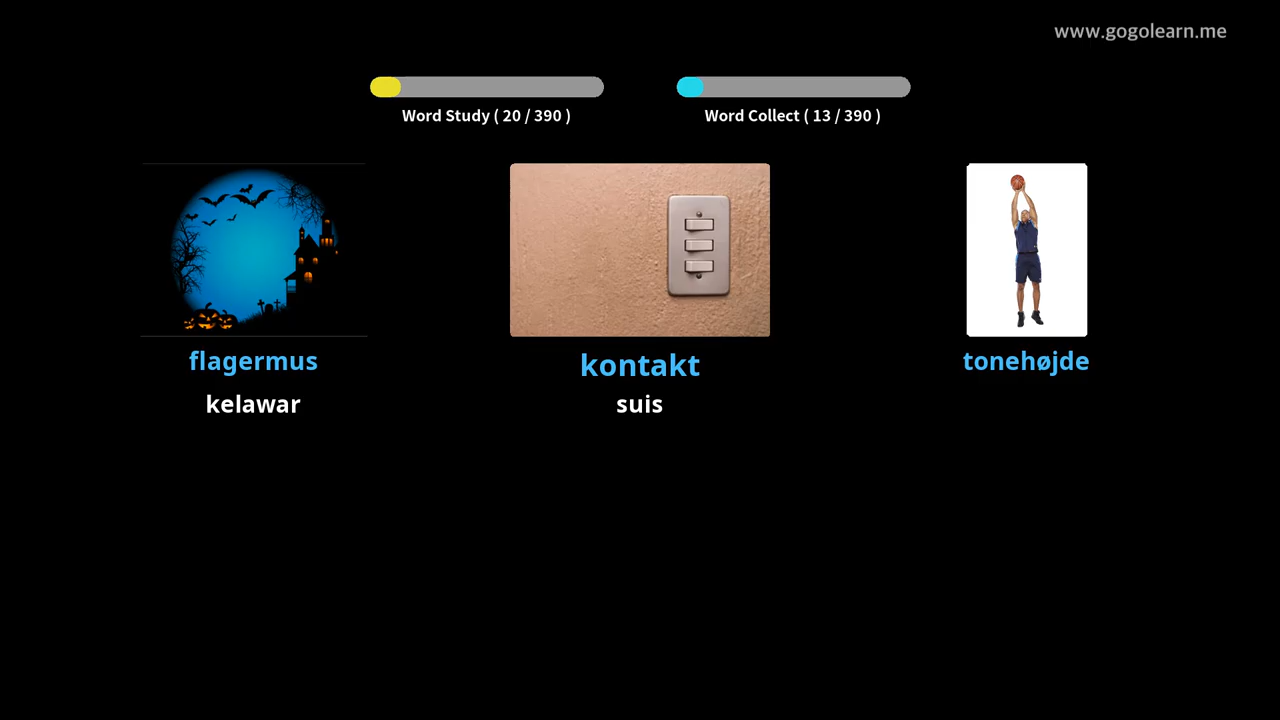 www.gogolearn.me
Word Study ( 20 / 390 )
Word Collect ( 13 / 390 )
flagermus
kontakt
tonehøjde
kelawar
suis